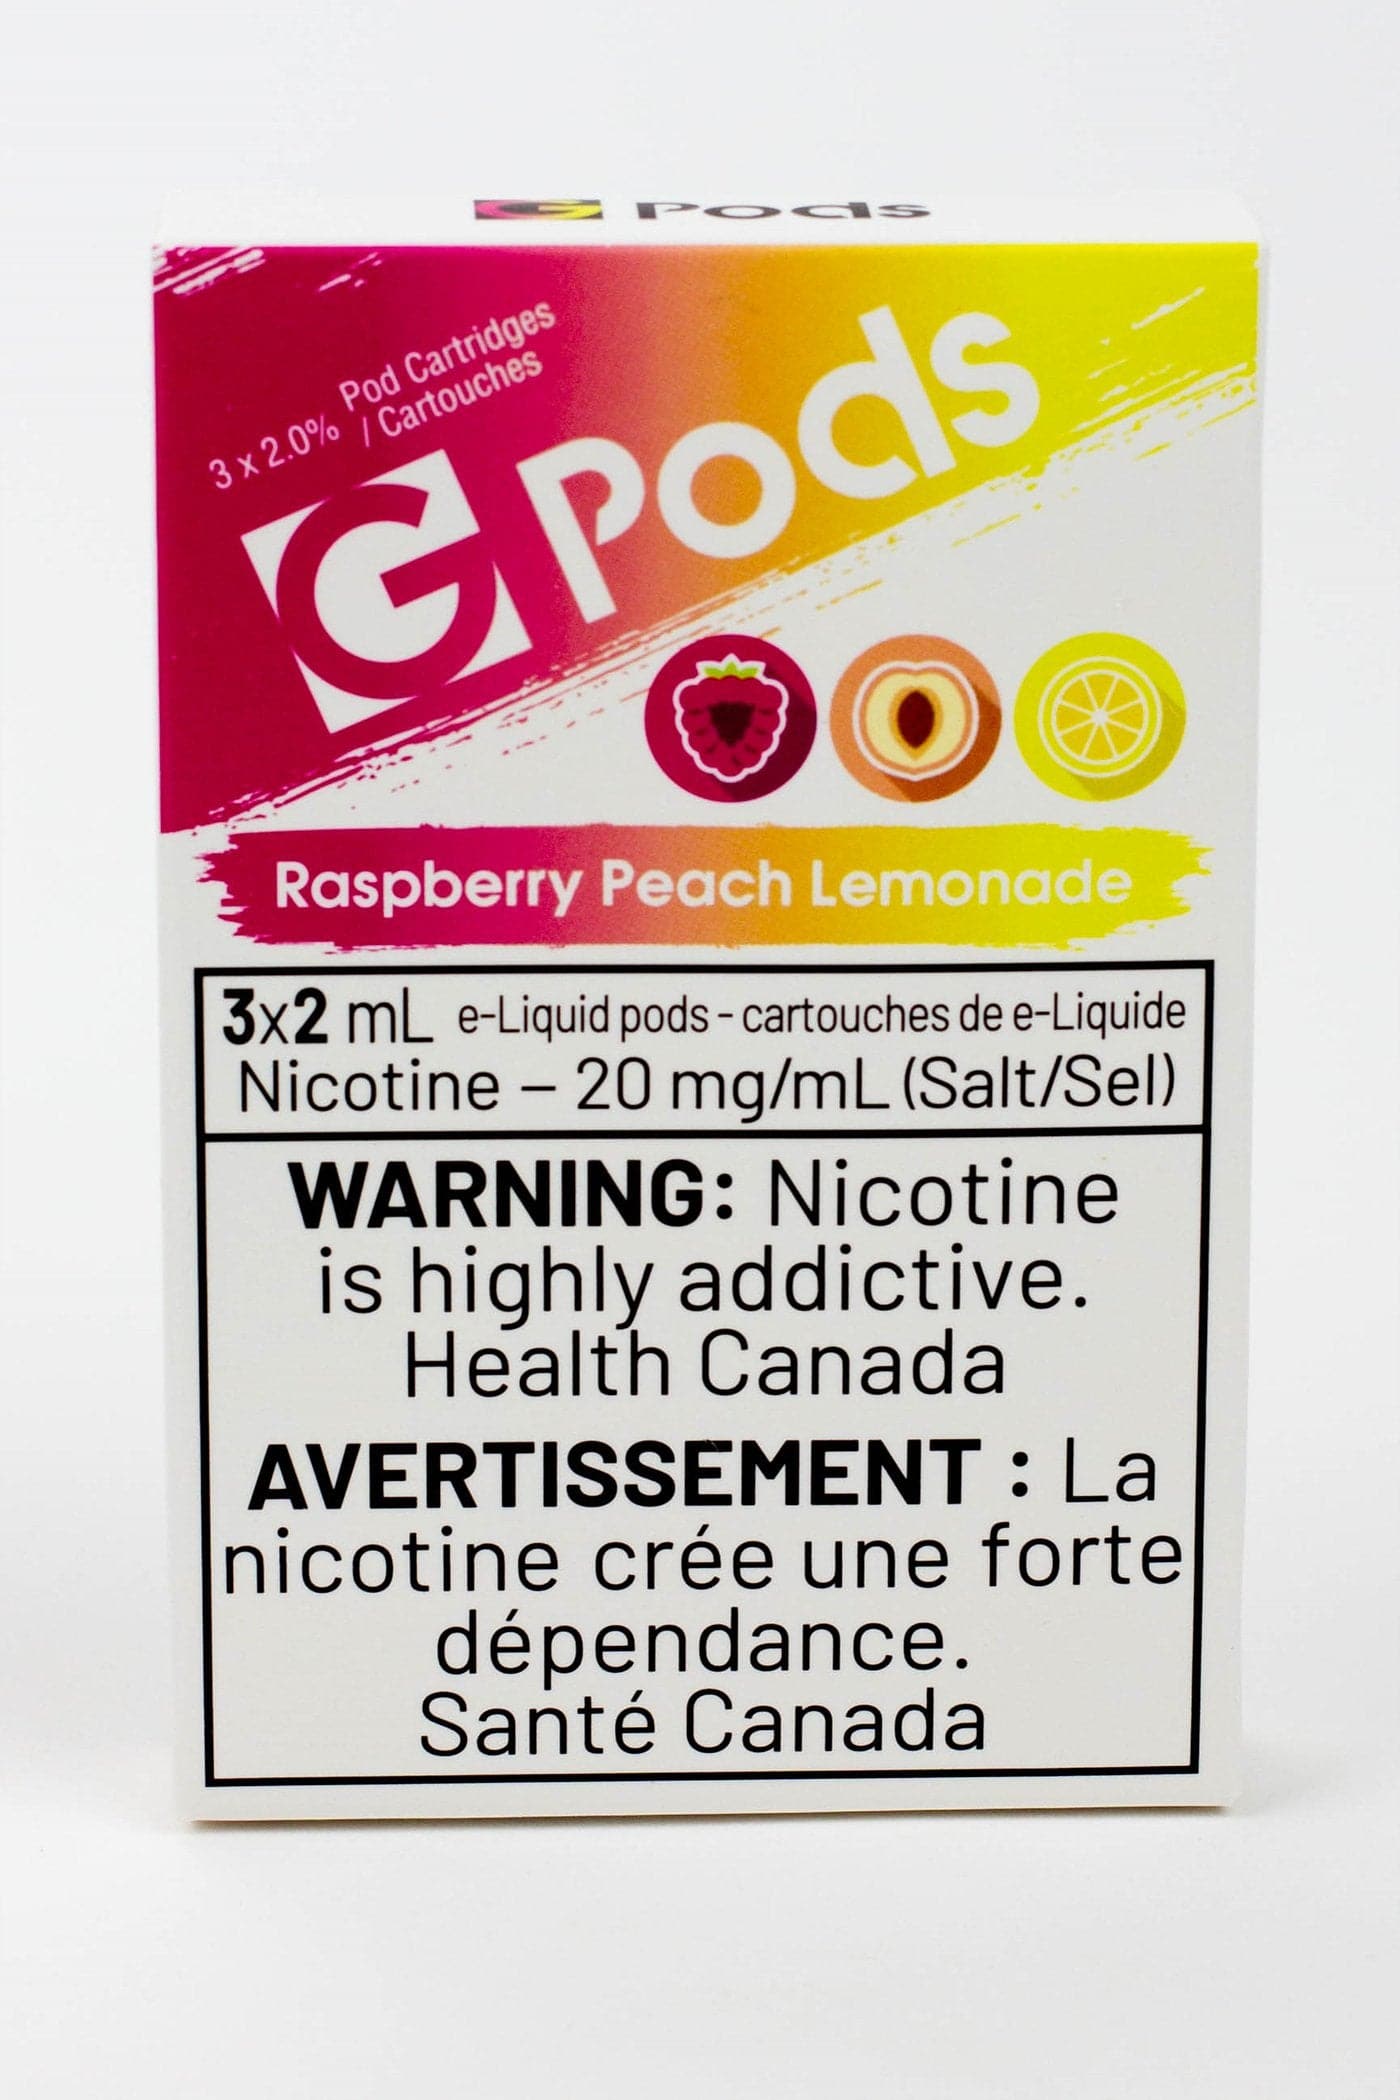 G Pods
3 x 2.0% Pod Cartridges
/ Cartouches
G Pods
Raspberry Peach Lemonade
3x2 mL e-Liquid pods - cartouches de e-Liquide
Nicotine – 20 mg/mL (Salt/Sel)
WARNING: Nicotine
is highly addictive.
Health Canada
AVERTISSEMENT : La
nicotine crée une forte
dépendance.
Santé Canada